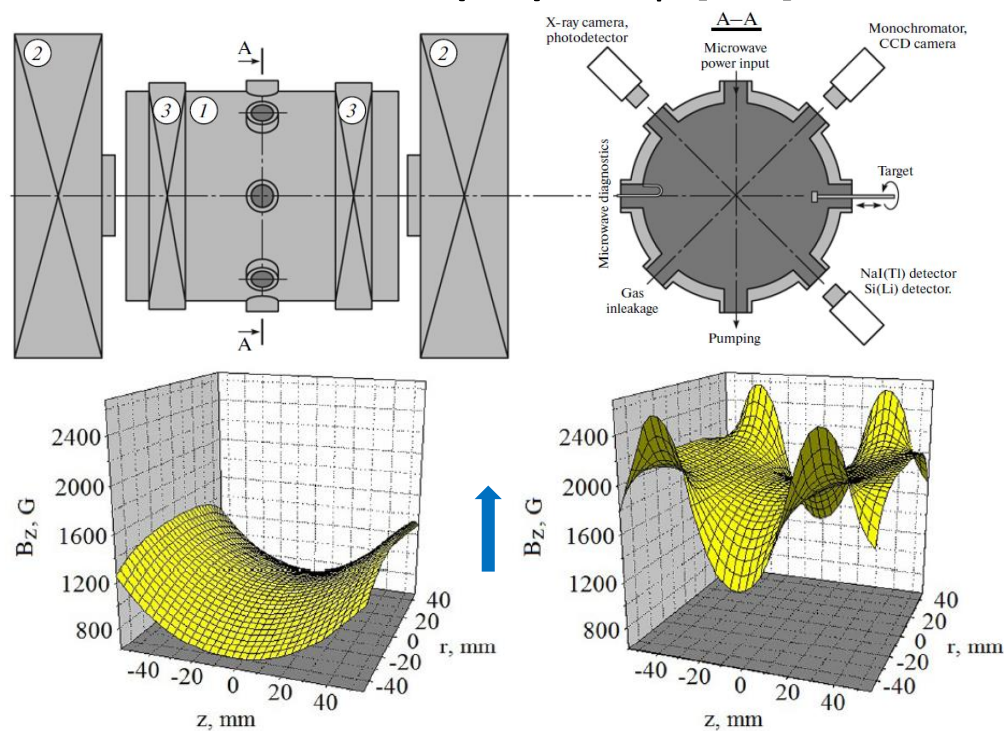 A
2
3
1
3
2
A
A–A
X-ray camera,
photodetector
Microwave
power input
Monochromator,
CCD camera
Microwave diagnostics
Target
Gas
inleakage
Pumping
NaI(Tl) detector
Si(Li) detector.
Bz, G
2400
2000
1600
1200
800
-40
-20
0
20
40
z, mm
40
20
0
-20
-40
r, mm
Bz, G
2400
2000
1600
1200
800
-40
-20
0
20
40
z, mm
40
20
0
-20
-40
r, mm